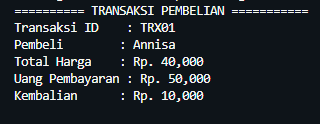 ========== TRANSAKSI PEMBELIAN ===========
Transaksi ID    : TRX01
Pembeli         : Annisa
Total Harga     : Rp. 40,000
Uang Pembayaran : Rp. 50,000
Kembalian       : Rp. 10,000